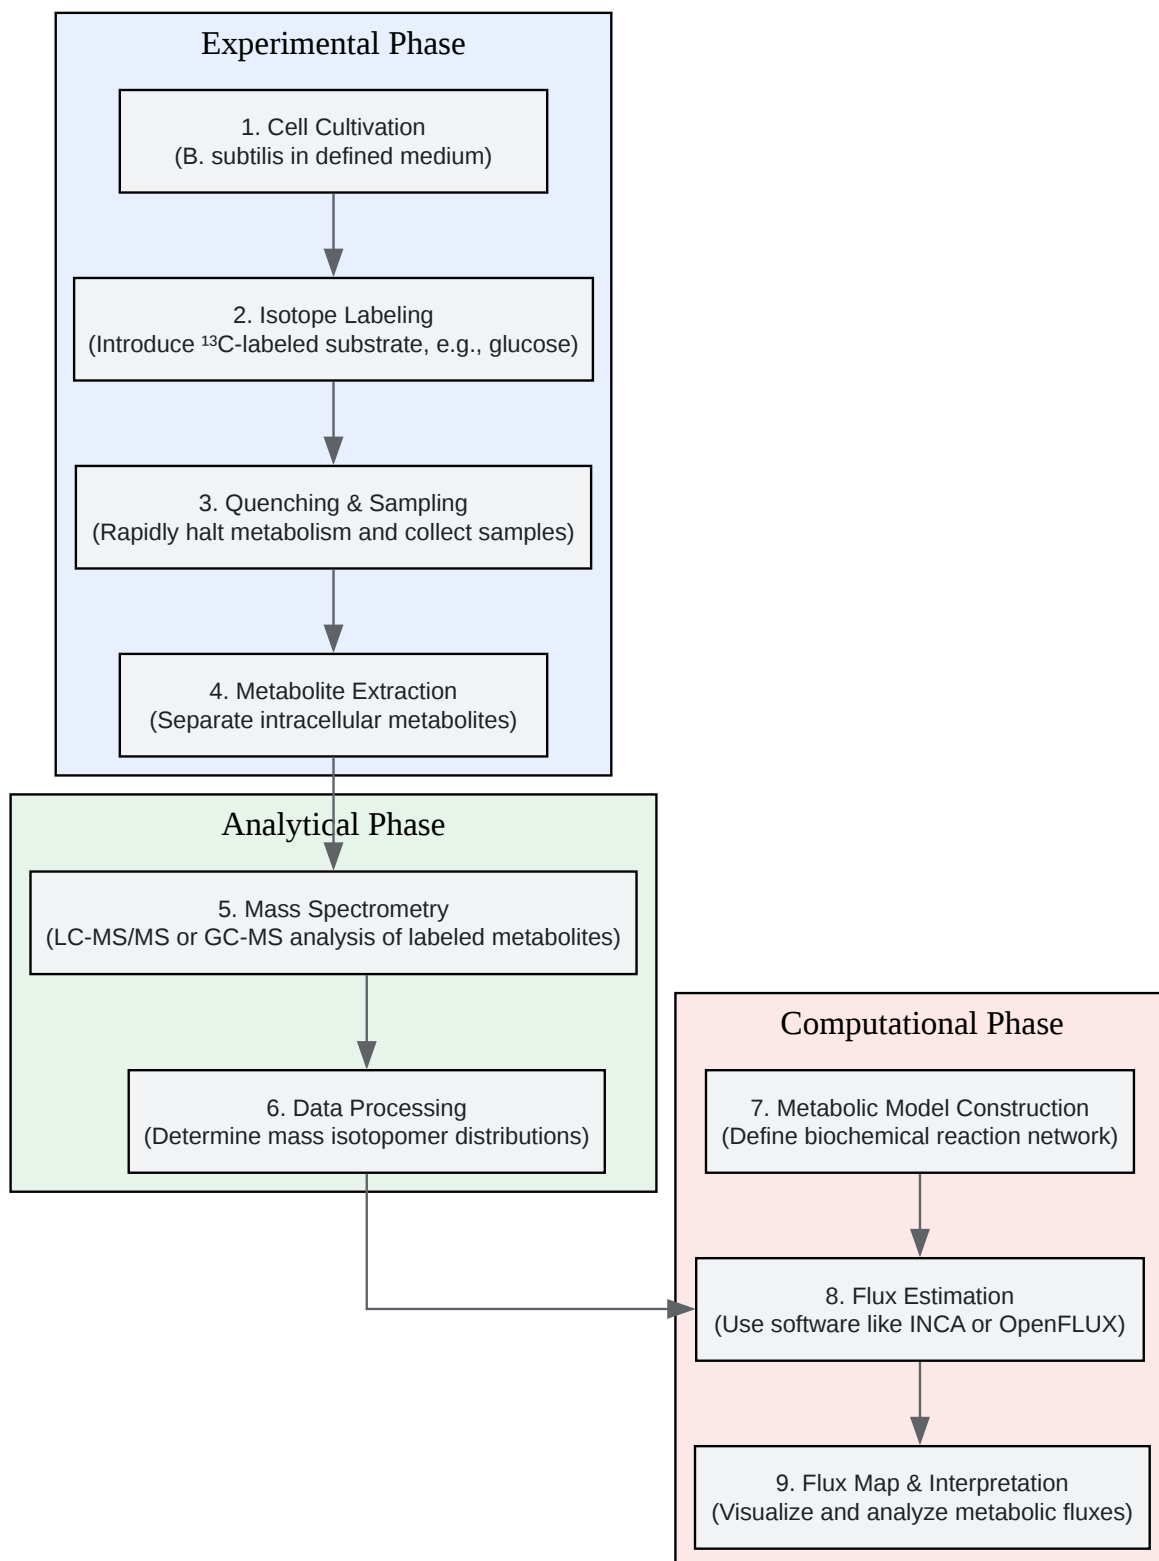 Experimental Phase
1. Cell Cultivation
(B. subtilis in defined medium)
2. Isotope Labeling
(Introduce ¹³C-labeled substrate, e.g., glucose)
3. Quenching & Sampling
(Rapidly halt metabolism and collect samples)
4. Metabolite Extraction
(Separate intracellular metabolites)
Analytical Phase
5. Mass Spectrometry
(LC-MS/MS or GC-MS analysis of labeled metabolites)
6. Data Processing
(Determine mass isotopomer distributions)
Computational Phase
7. Metabolic Model Construction
(Define biochemical reaction network)
8. Flux Estimation
(Use software like INCA or OpenFLUX)
9. Flux Map & Interpretation
(Visualize and analyze metabolic fluxes)